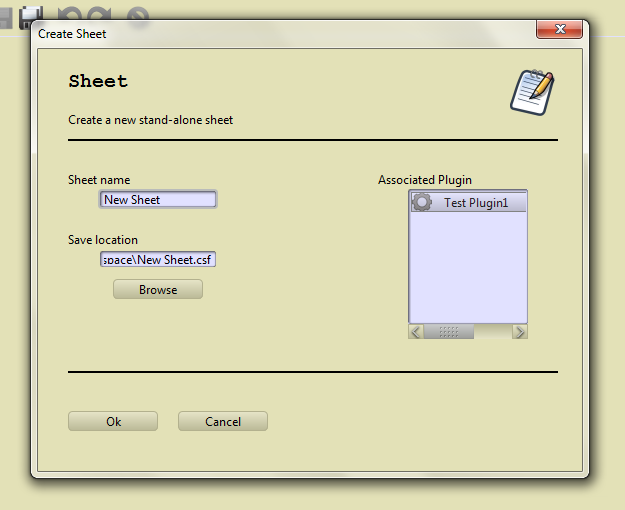 Create Sheet
Sheet
Create a new stand-alone sheet
Sheet name
Associated Plugin
New Sheet
Test Plugin1
Save location
space\New Sheet.csf
Browse
Ok
Cancel